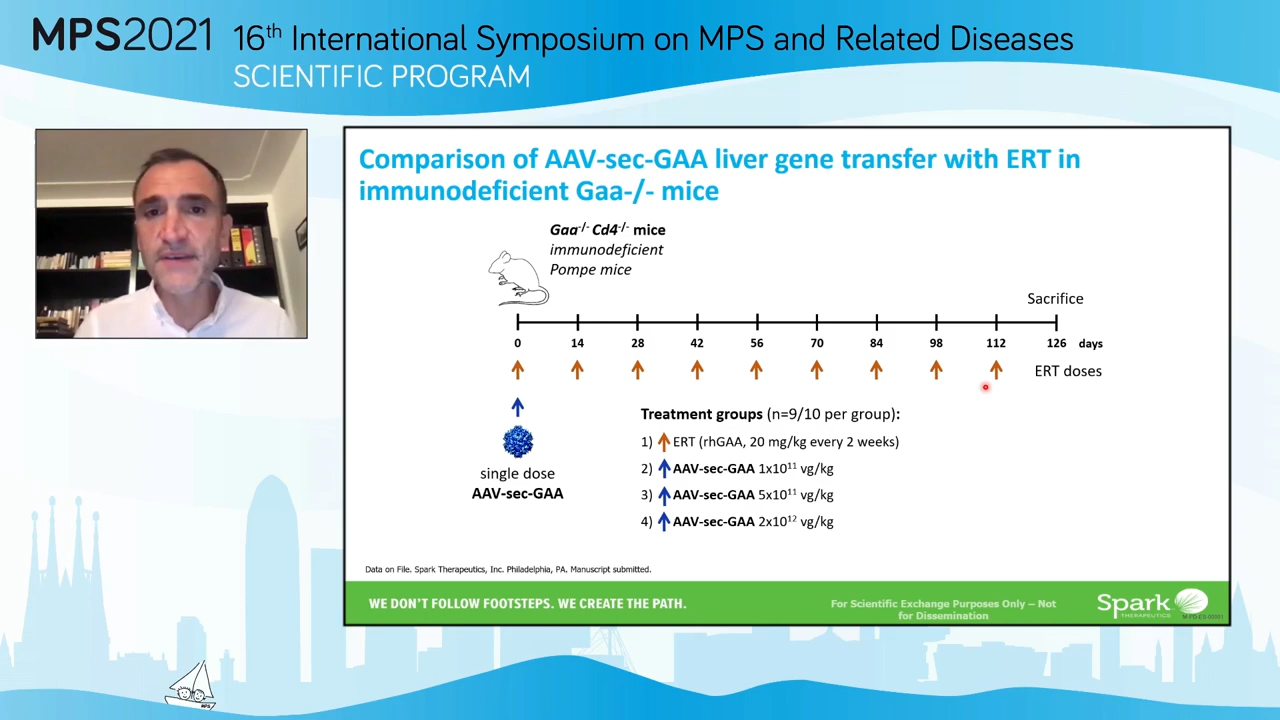 MPS2021 16th International Symposium on MPS and Related Diseases
SCIENTIFIC PROGRAM
Comparison of AAV-sec-GAA liver gene transfer with ERT in
immunodeficient Gaa-/- mice
Gaa-/- Cd4-/- mice
immunodeficient
Pompe mice
Sacrifice
0 14 28 42 56 70 84 98 112 126 days
ERT doses
single dose
AAV-sec-GAA
Treatment groups (n=9/10 per group):
1) ERT (rhGAA, 20 mg/kg every 2 weeks)
2) AAV-sec-GAA 1x10¹¹ vg/kg
3) AAV-sec-GAA 5x10¹¹ vg/kg
4) AAV-sec-GAA 2x10¹² vg/kg
Data on File. Spark Therapeutics, Inc. Philadelphia, PA. Manuscript submitted.
WE DON'T FOLLOW FOOTSTEPS. WE CREATE THE PATH.
For Scientific Exchange Purposes Only – Not
for Dissemination
Spark
THERAPEUTICS
MPS